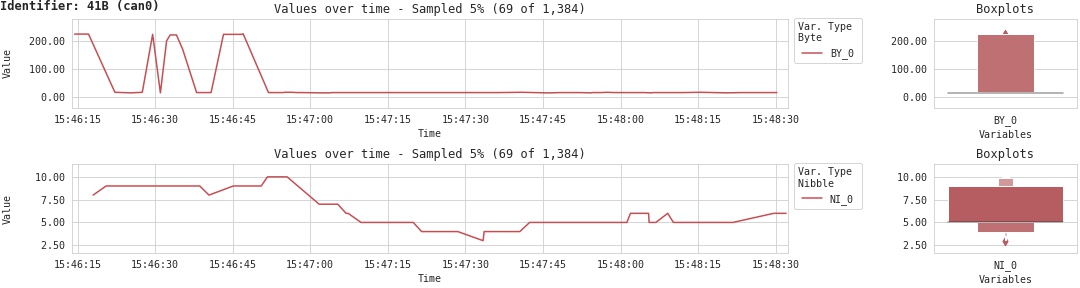 Identifier: 41B (can0)
Values over time - Sampled 5% (69 of 1,384)
Boxplots
Var. Type
Byte
BY_0
200.00
100.00
0.00
Value
15:46:15 15:46:30 15:46:45 15:47:00 15:47:15 15:47:30 15:47:45 15:48:00 15:48:15 15:48:30
Time
200.00
100.00
0.00
BY_0
Variables
Values over time - Sampled 5% (69 of 1,384)
Boxplots
Var. Type
Nibble
NI_0
10.00
7.50
5.00
2.50
Value
15:46:15 15:46:30 15:46:45 15:47:00 15:47:15 15:47:30 15:47:45 15:48:00 15:48:15 15:48:30
Time
10.00
7.50
5.00
2.50
NI_0
Variables